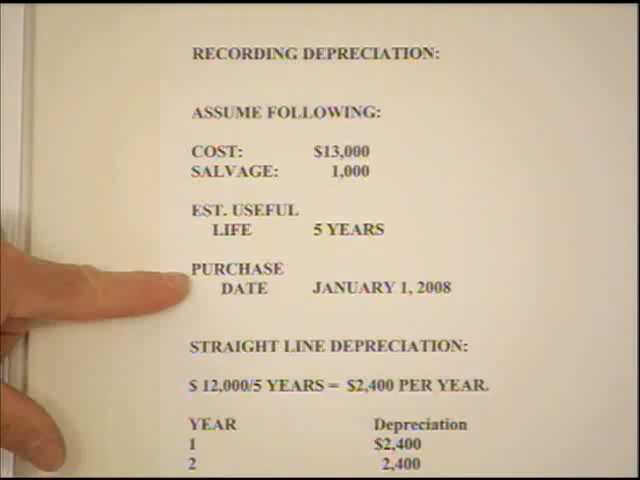 RECORDING DEPRECIATION:
ASSUME FOLLOWING:
COST: $13,000
SALVAGE: 1,000
EST. USEFUL
LIFE 5 YEARS
PURCHASE
DATE JANUARY 1, 2008
STRAIGHT LINE DEPRECIATION:
$ 12,000/5 YEARS = $2,400 PER YEAR.
YEAR Depreciation
1 $2,400
2 2,400